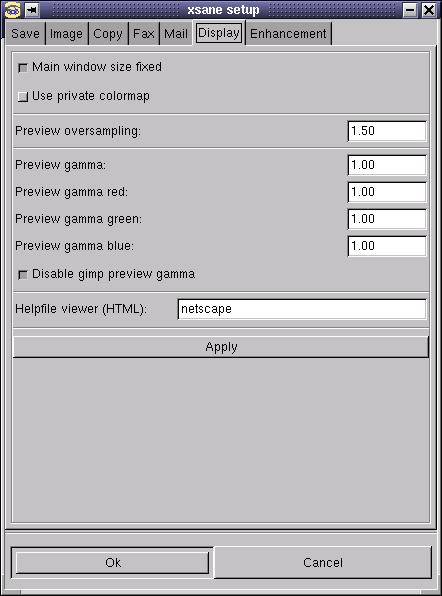 xsane setup
Save Image Copy Fax Mail Display Enhancement
Main window size fixed
Use private colormap
Preview oversampling: 1.50
Preview gamma: 1.00
Preview gamma red: 1.00
Preview gamma green: 1.00
Preview gamma blue: 1.00
Disable gimp preview gamma
Helpfile viewer (HTML): netscape
Apply
Ok Cancel